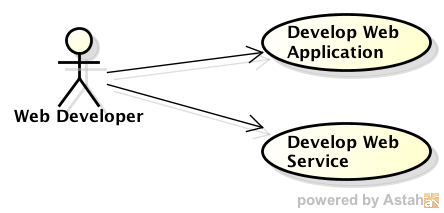 Develop Web
Application
Web Developer
Develop Web
Service
powered by Astah